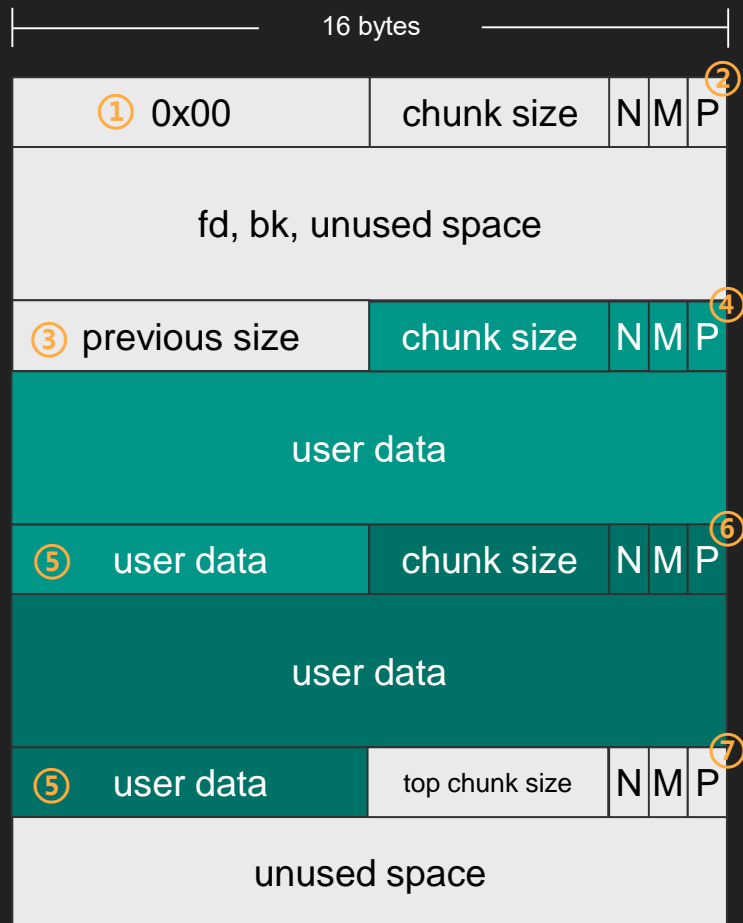 16 bytes
②
① 0x00 chunk size N M P
fd, bk, unused space
④
③ previous size chunk size N M P
user data
⑥
⑤ user data chunk size N M P
user data
⑦
⑤ user data top chunk size N M P
unused space